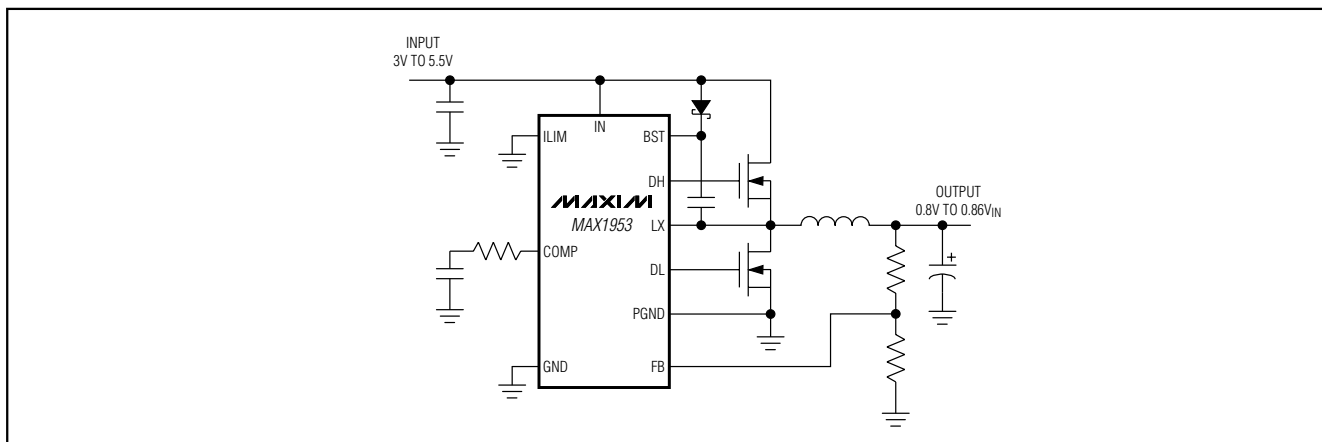 INPUT
3V TO 5.5V
IN
ILIM
BST
DH
MAXIM
MAX1953
LX
COMP
DL
PGND
GND
FB
OUTPUT
0.8V TO 0.86VIN
+